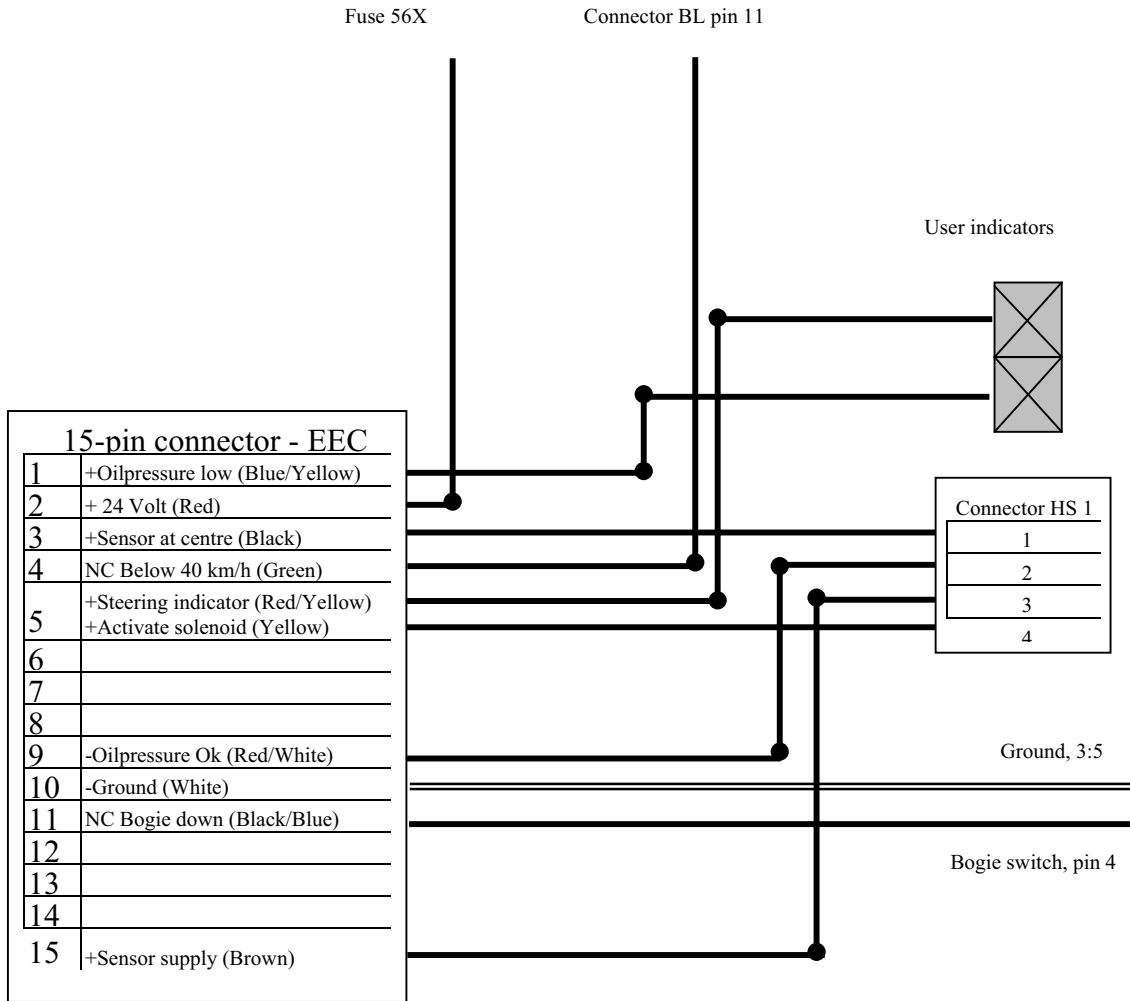 Fuse 56X
Connector BL pin 11
User indicators
15-pin connector - EEC
1 +Oilpressure low (Blue/Yellow)
2 + 24 Volt (Red)
3 +Sensor at centre (Black)
4 NC Below 40 km/h (Green)
+Steering indicator (Red/Yellow)
5 +Activate solenoid (Yellow)
6
7
8
9 -Oilpressure Ok (Red/White)
10 -Ground (White)
11 NC Bogie down (Black/Blue)
12
13
14
15 +Sensor supply (Brown)
Connector HS 1
1
2
3
4
Ground, 3:5
Bogie switch, pin 4